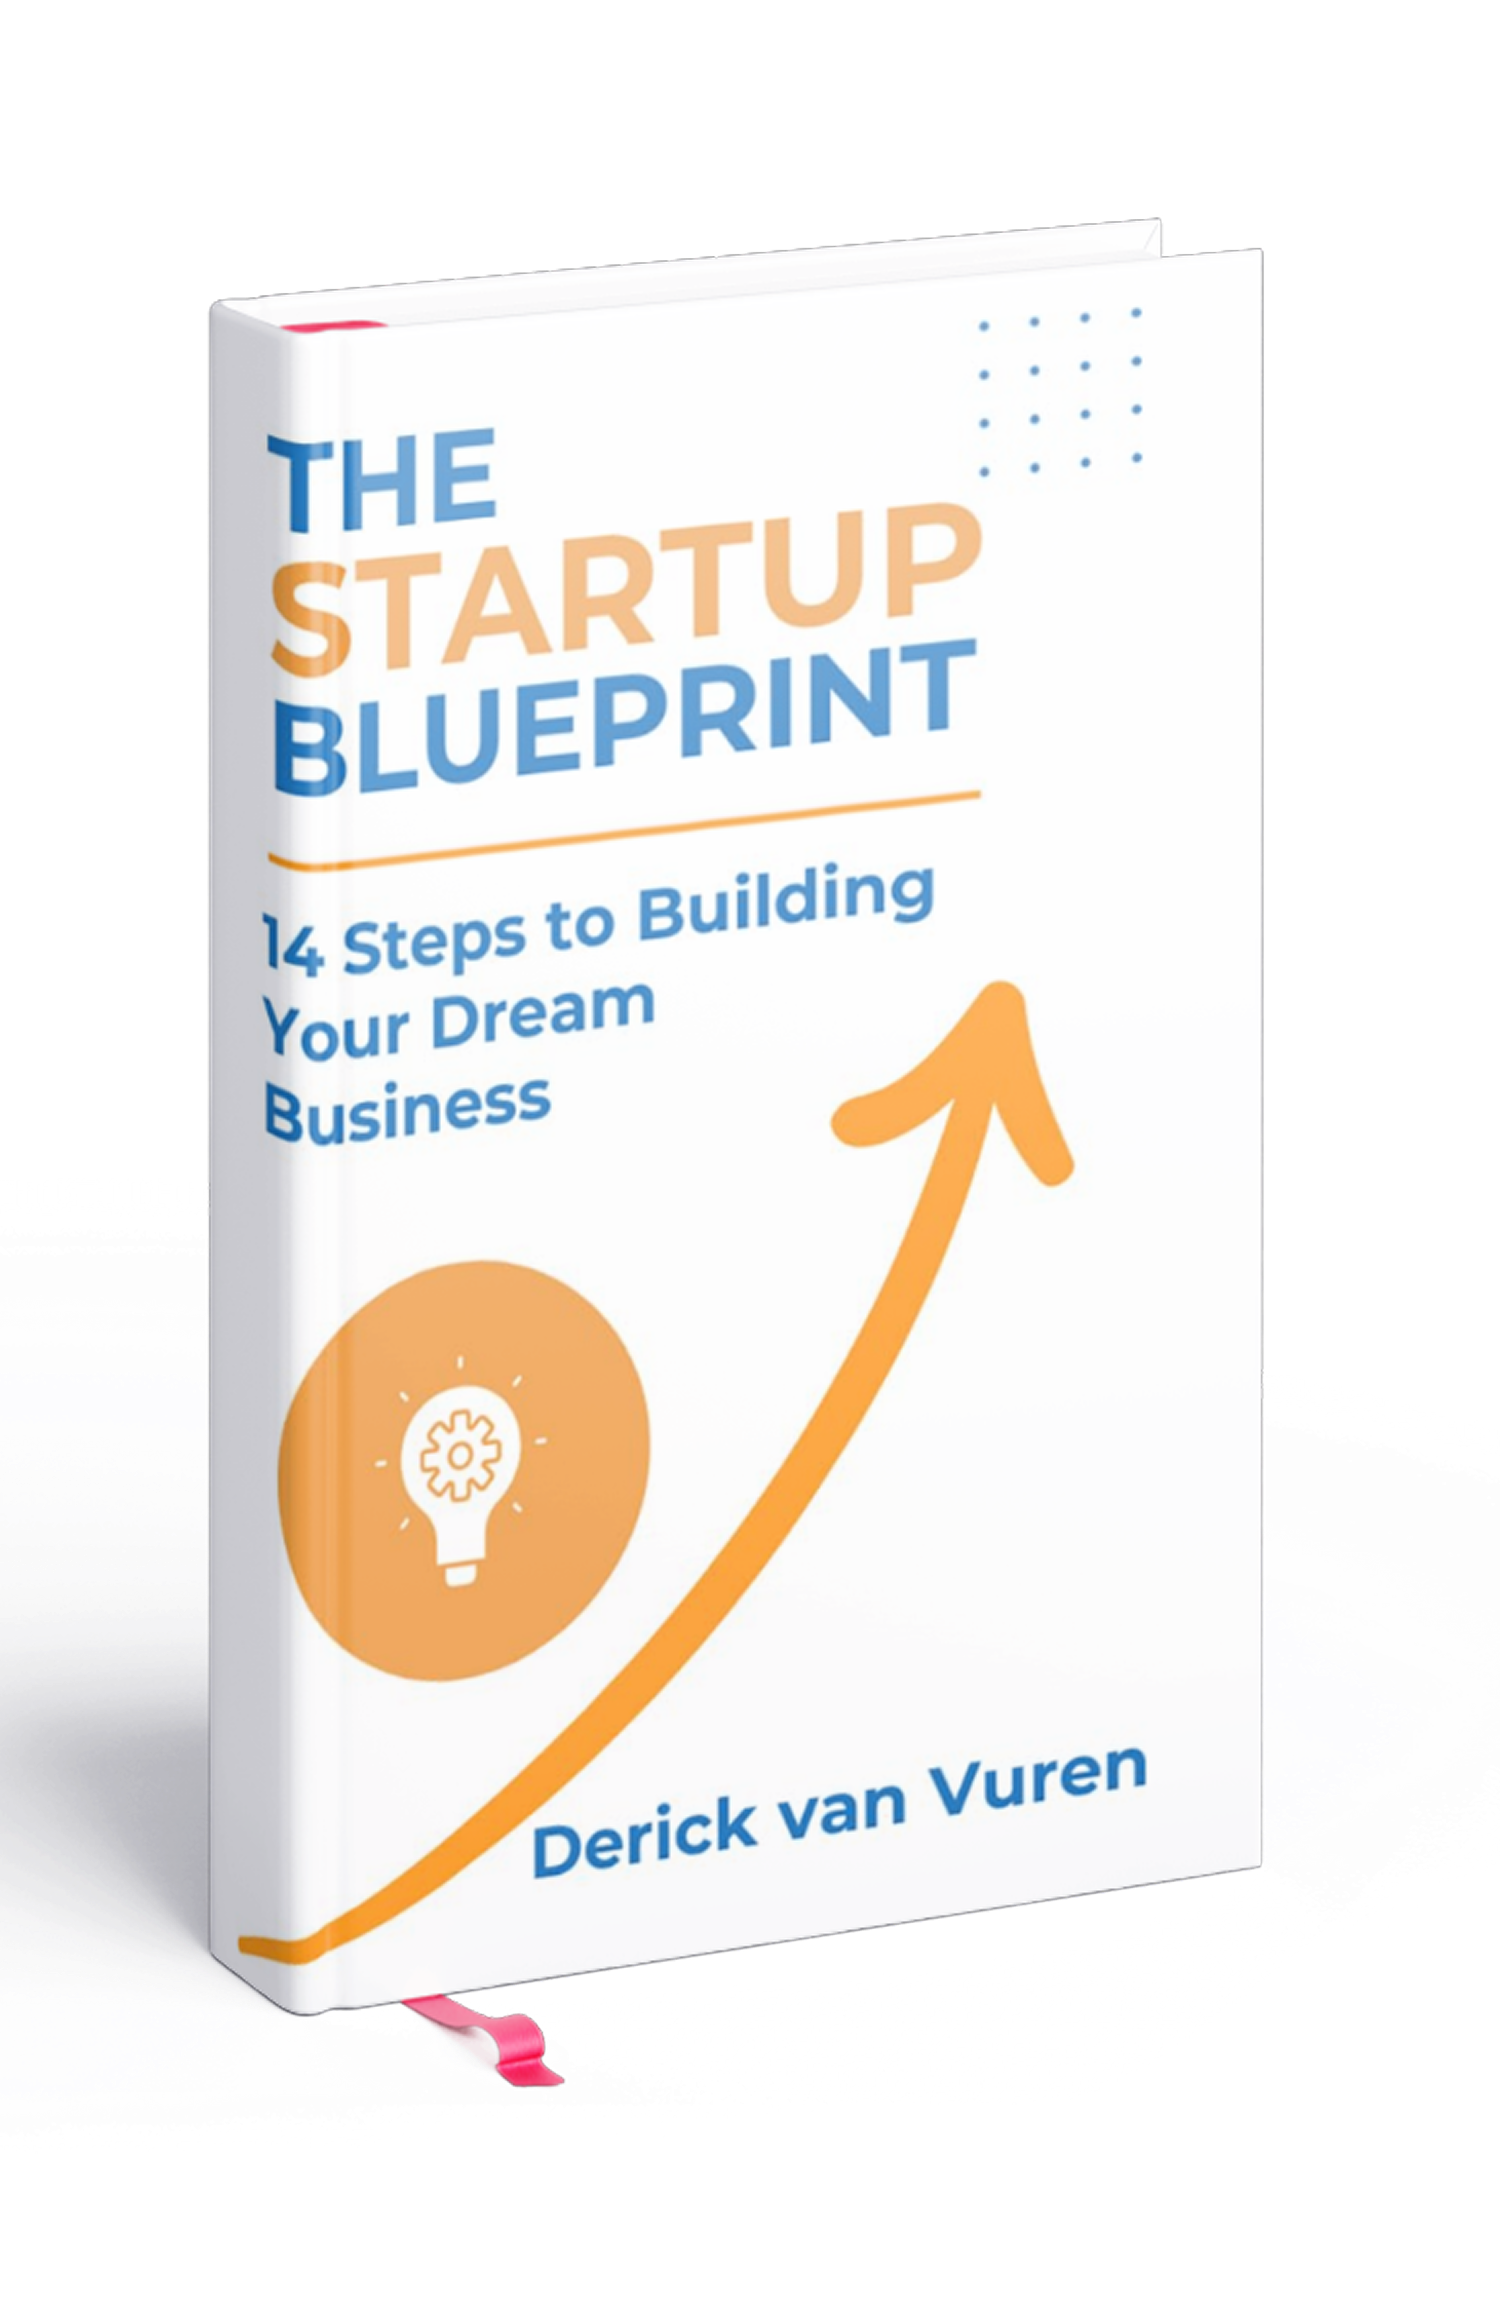 THE
STARTUP
BLUEPRINT
14 Steps to Building
Your Dream
Business
Derick van Vuren